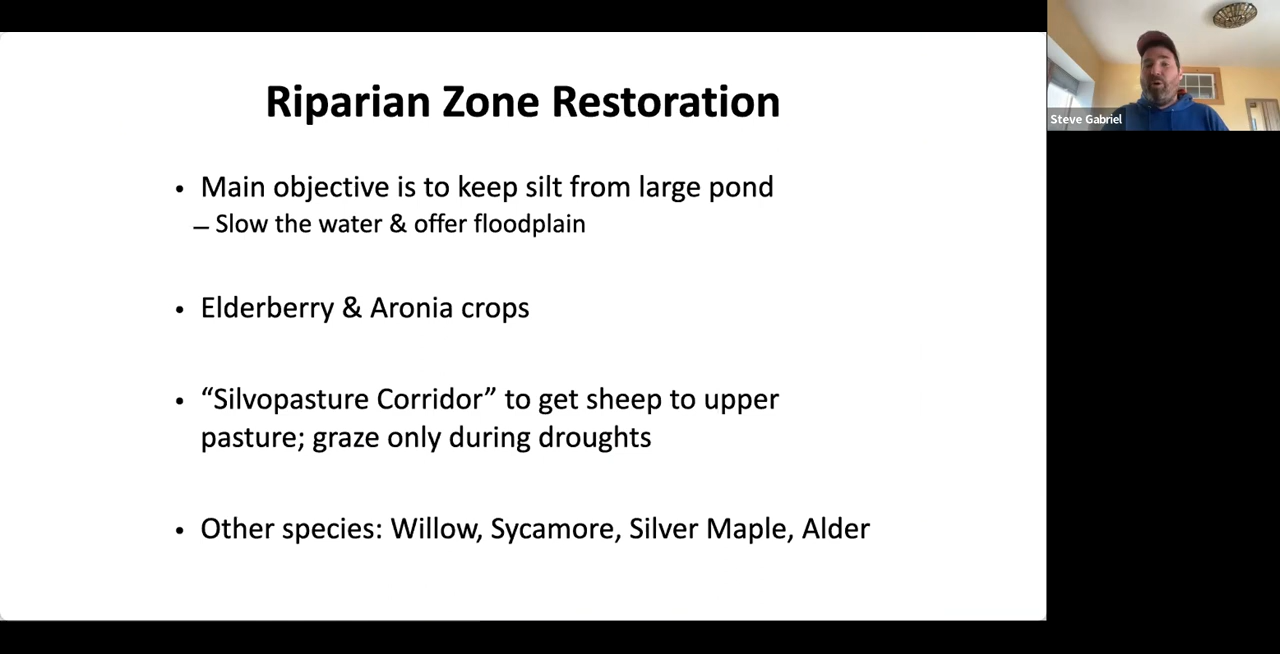 Riparian Zone Restoration
• Main objective is to keep silt from large pond
– Slow the water & offer floodplain
• Elderberry & Aronia crops
• “Silvopasture Corridor” to get sheep to upper
pasture; graze only during droughts
• Other species: Willow, Sycamore, Silver Maple, Alder
Steve Gabriel